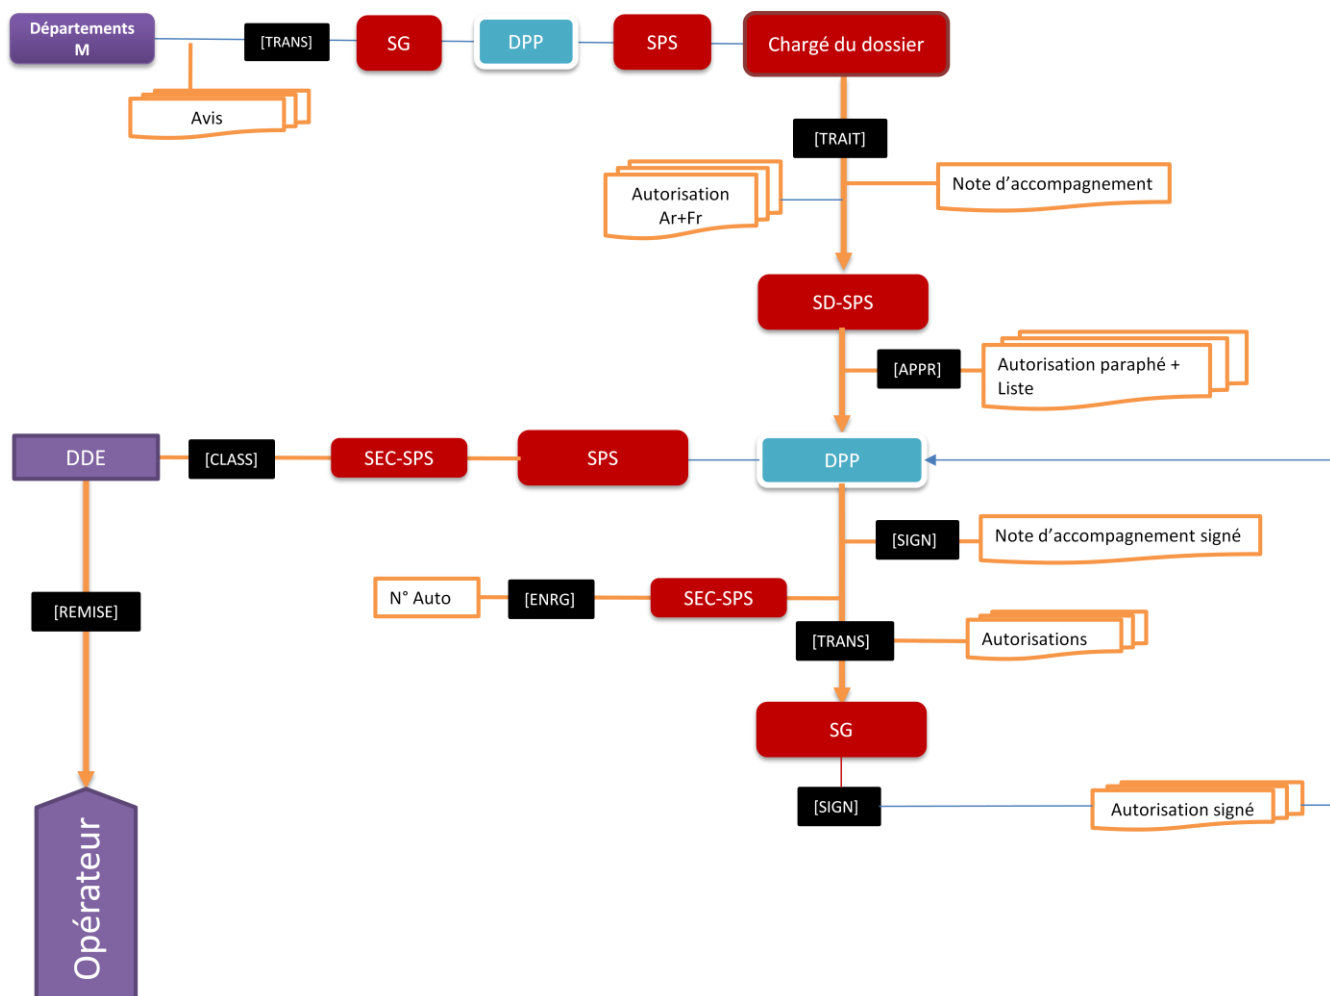 Départements
M
[TRANS]
SG
DPP
SPS
Chargé du dossier
Avis
[TRAIT]
Autorisation
Ar+Fr
Note d'accompagnement
SD-SPS
[APPR]
Autorisation paraphé +
Liste
DDE
[CLASS]
SEC-SPS
SPS
DPP
[SIGN]
Note d'accompagnement signé
N° Auto
[ENRG]
SEC-SPS
[REMISE]
[TRANS]
Autorisations
SG
[SIGN]
Autorisation signé
Opérateur